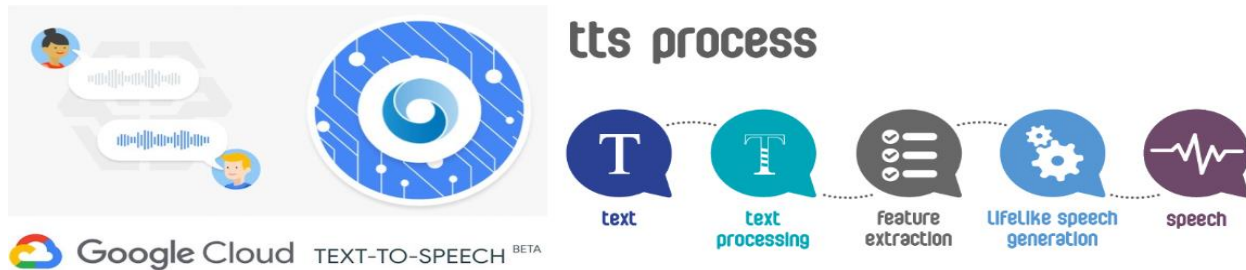 Google Cloud TEXT-TO-SPEECH BETA
tts process
T
T
text
text
processing
feature
extraction
lifelike speech
generation
speech